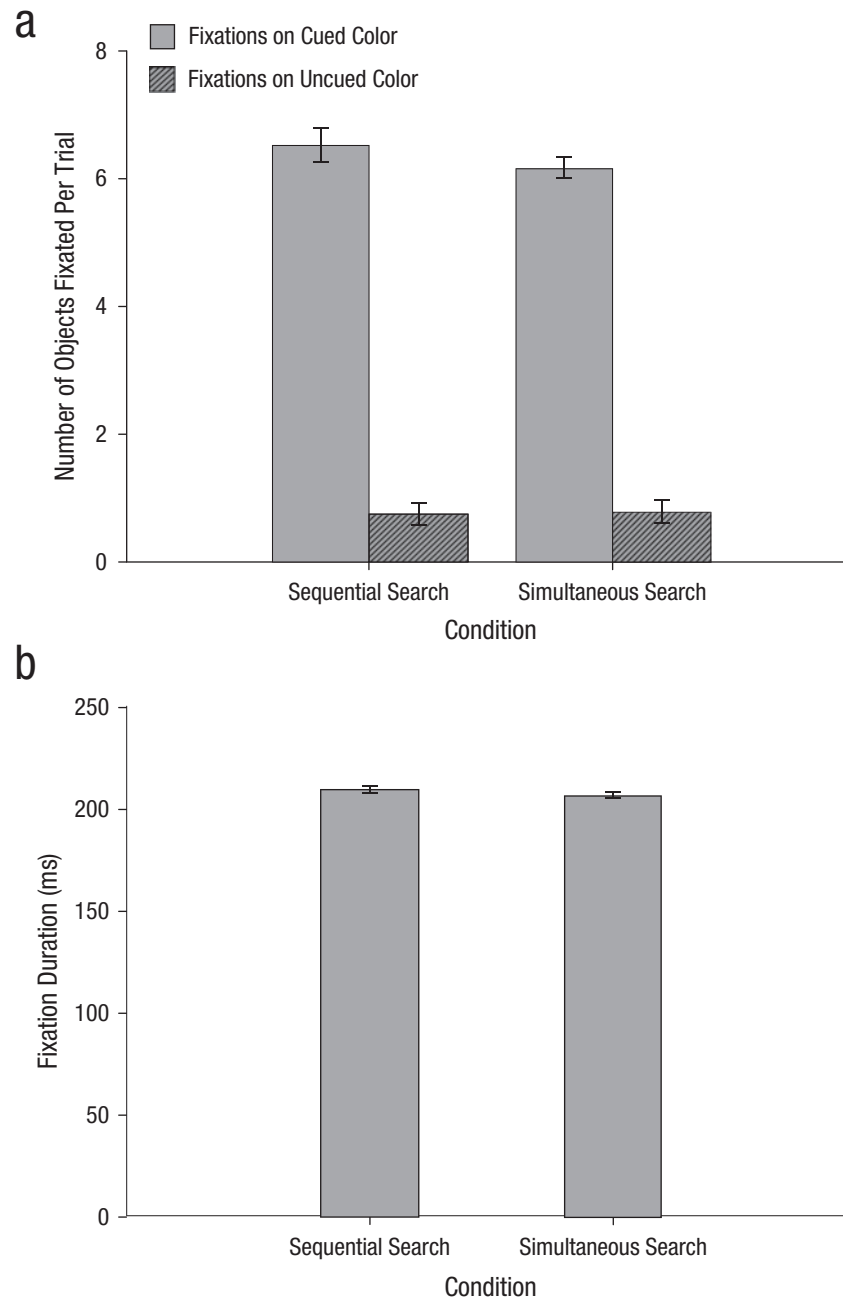 a
Fixations on Cued Color
Fixations on Uncued Color
Number of Objects Fixated Per Trial
8
6
4
2
0
Sequential Search
Simultaneous Search
Condition
b
Fixation Duration (ms)
250
200
150
100
50
0
Sequential Search
Simultaneous Search
Condition